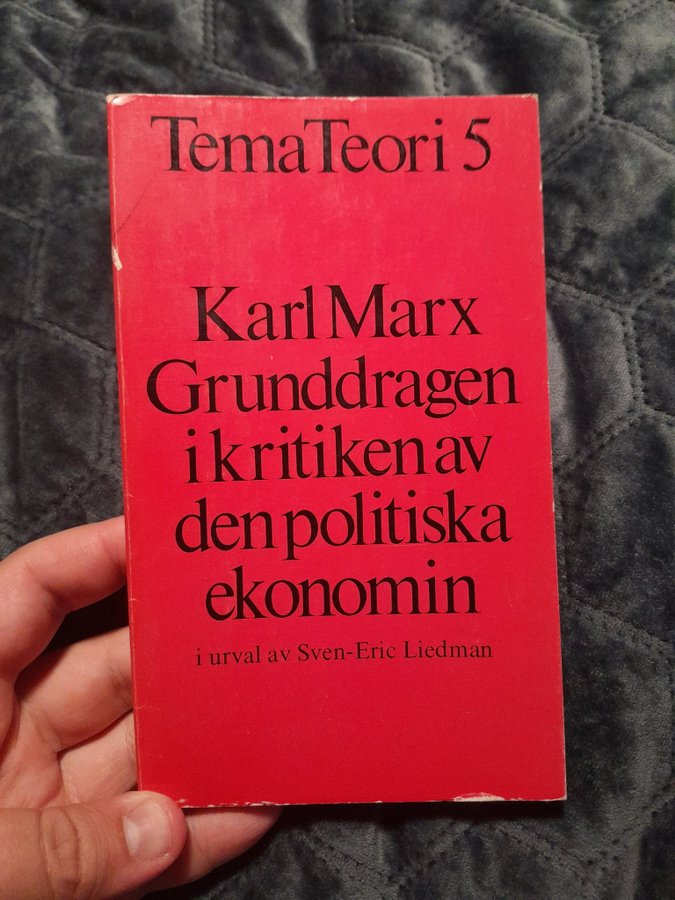 TemaTeori 5
Karl Marx
Grunddragen
i kritiken av
den politiska
ekonomin
i urval av Sven-Eric Liedman